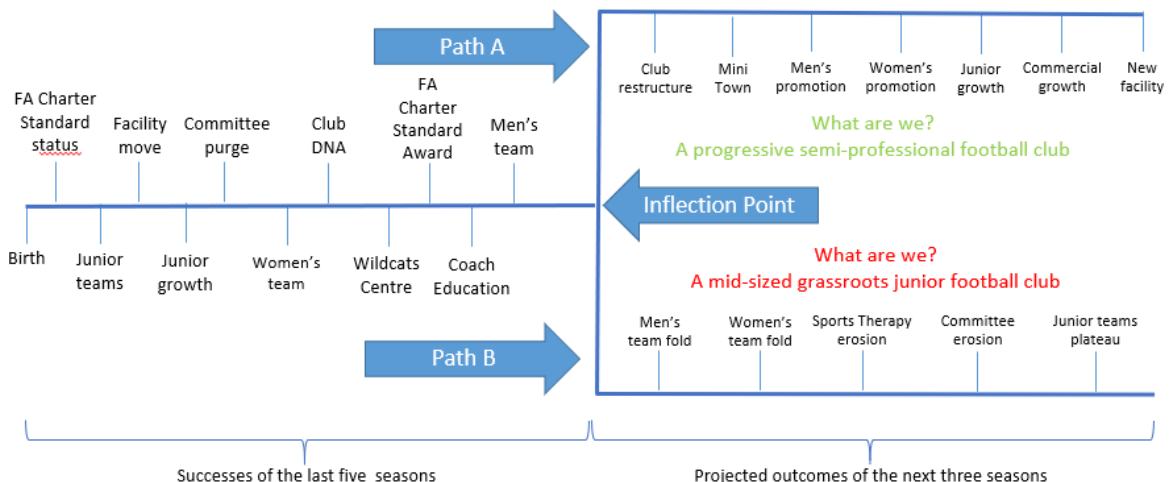 Path A
Club
restructure
Mini
Town
Men's
promotion
Women's
promotion
Junior
growth
Commercial
growth
New
facility
FA Charter
Standard
status
Facility
move
Committee
purge
Club
DNA
FA
Charter
Standard
Award
Men's
team
What are we?
A progressive semi-professional football club
Inflection Point
Birth
Junior
teams
Junior
growth
Women's
team
Wildcats
Centre
Coach
Education
What are we?
A mid-sized grassroots junior football club
Path B
Men's
team fold
Women's
team fold
Sports Therapy
erosion
Committee
erosion
Junior teams
plateau
Successes of the last five seasons
Projected outcomes of the next three seasons